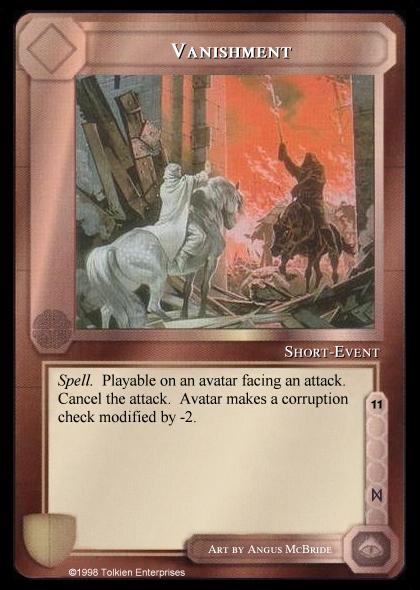 VANISHMENT
SHORT-EVENT
Spell. Playable on an avatar facing an attack.
Cancel the attack. Avatar makes a corruption
check modified by -2.
11
ART BY ANGUS MCBRIDE
©1998 Tolkien Enterprises